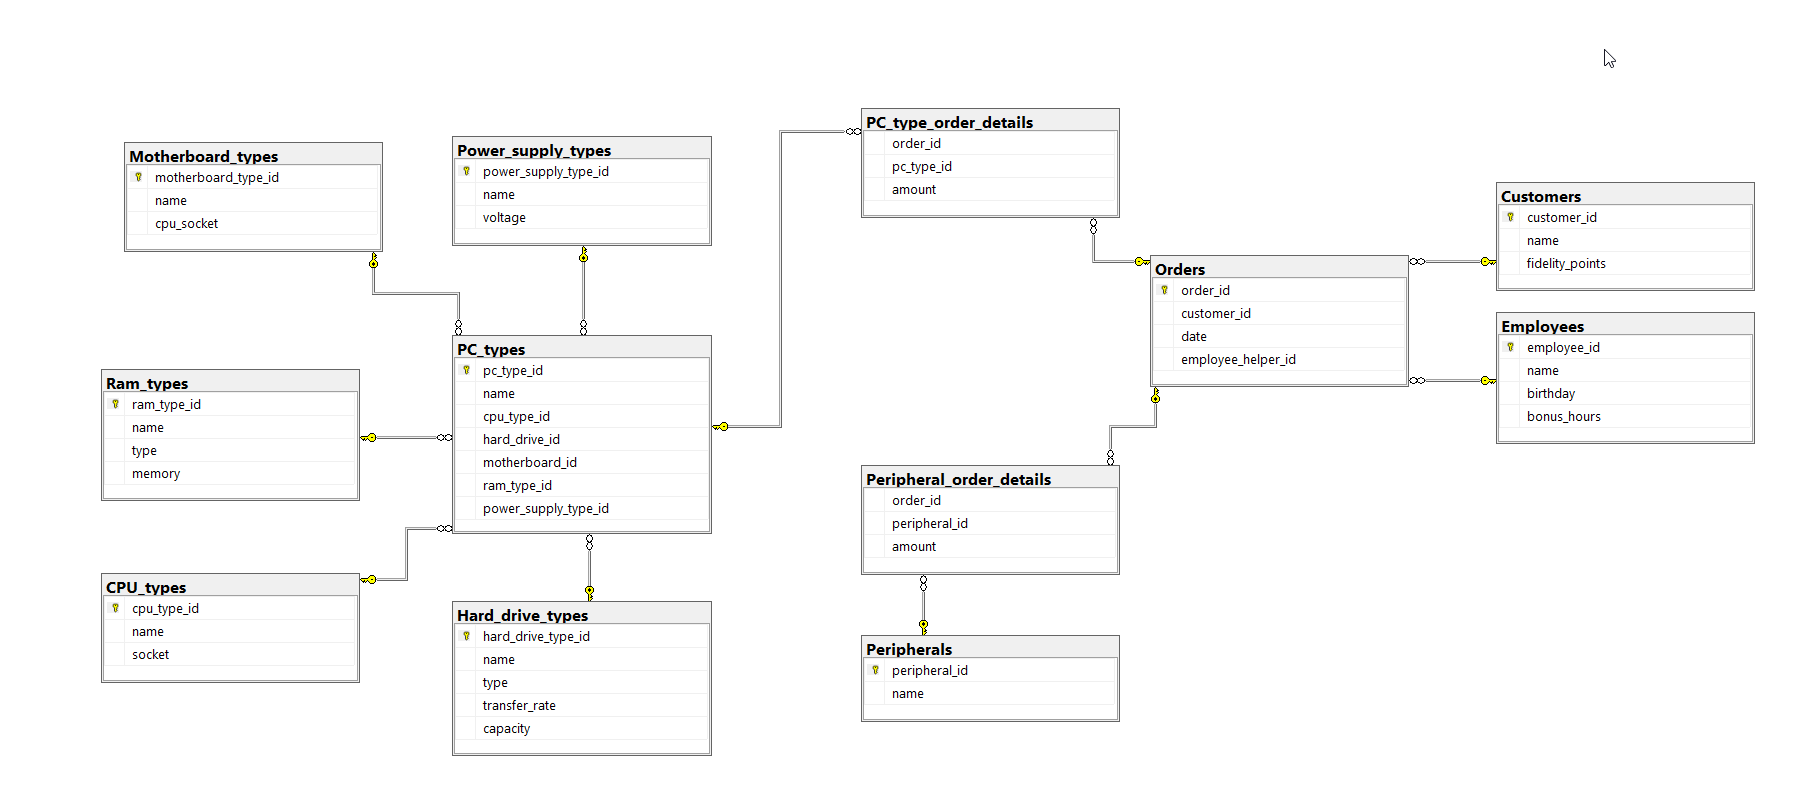 Motherboard_types
motherboard_type_id
name
cpu_socket
Power_supply_types
power_supply_type_id
name
voltage
PC_type_order_details
order_id
pc_type_id
amount
Customers
customer_id
name
fidelity_points
Orders
order_id
customer_id
date
employee_helper_id
Employees
employee_id
name
birthday
bonus_hours
PC_types
pc_type_id
name
cpu_type_id
hard_drive_id
motherboard_id
ram_type_id
power_supply_type_id
Ram_types
ram_type_id
name
type
memory
Peripheral_order_details
order_id
peripheral_id
amount
CPU_types
cpu_type_id
name
socket
Hard_drive_types
hard_drive_type_id
name
type
transfer_rate
capacity
Peripherals
peripheral_id
name